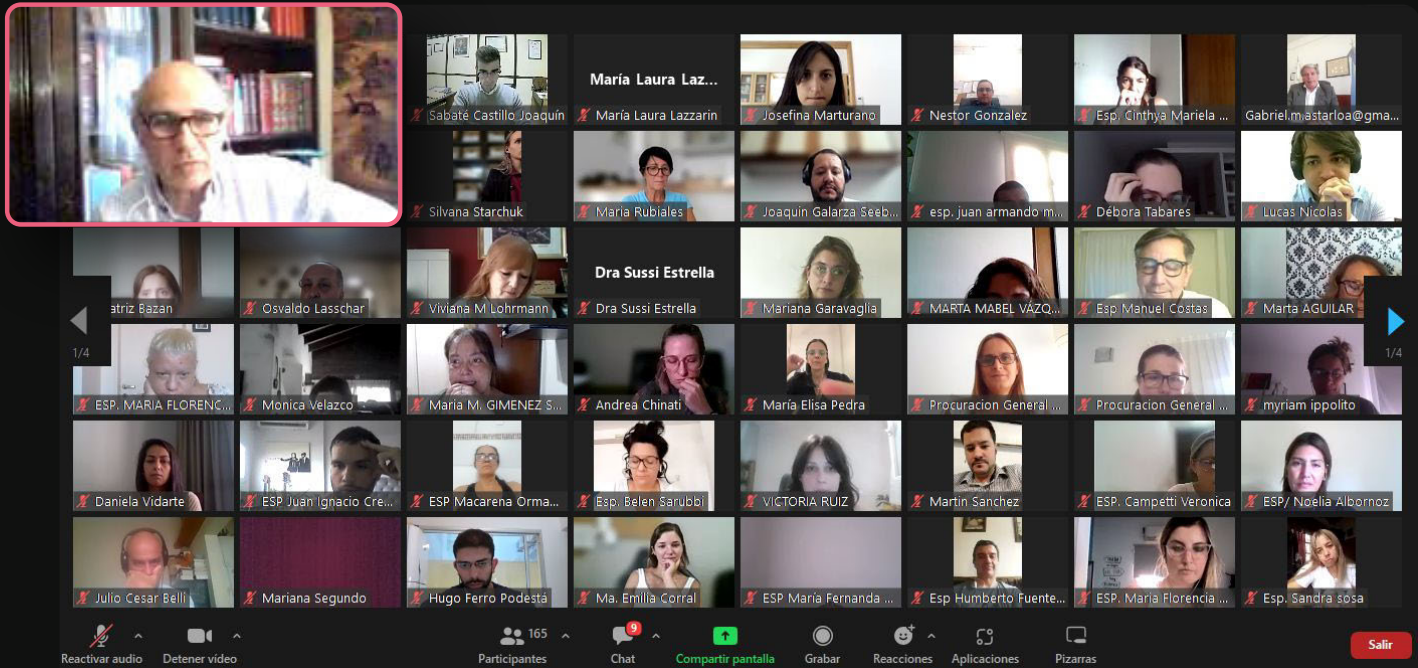 Sabaté Castillo Joaquín
María Laura Laz...
María Laura Lazzarin
Josefina Marturano
Nestor Gonzalez
Esp. Cinthya Mariela ...
Gabriel.m.astarloa@gma...
Silvana Starchuk
Maria Rubiales
Joaquin Galarza Seeb...
esp. juan armando m...
Débora Tabares
Lucas Nicolas
atriz Bazan
Osvaldo Lasschar
Viviana M Lohrmann
Dra Sussi Estrella
Dra Sussi Estrella
Mariana Garavaglia
MARTA MABEL VÁZQ...
Esp Manuel Costas
Marta AGUILAR
1/4
1/4
ESP. MARIA FLORENC...
Monica Velazco
Maria M. GIMENEZ S...
Andrea Chinati
María Elisa Pedra
Procuracion General ...
Procuracion General ...
myriam ippolito
Daniela Vidarte
ESP Juan Ignacio Cre...
ESP Macarena Orma...
Esp. Belen Sarubbi
VICTORIA RUIZ
Martin Sanchez
ESP. Campetti Veronica
ESP/ Noelia Albornoz
Julio Cesar Belli
Mariana Segundo
Hugo Ferro Podestá
Ma. Emilia Corral
ESP María Fernanda ...
Esp Humberto Fuente...
ESP. Maria Florencia ...
Esp. Sandra sosa
165
9
Reactivar audio
Detener vídeo
Participantes
Chat
Compartir pantalla
Grabar
Reacciones
Aplicaciones
Pizarras
Salir